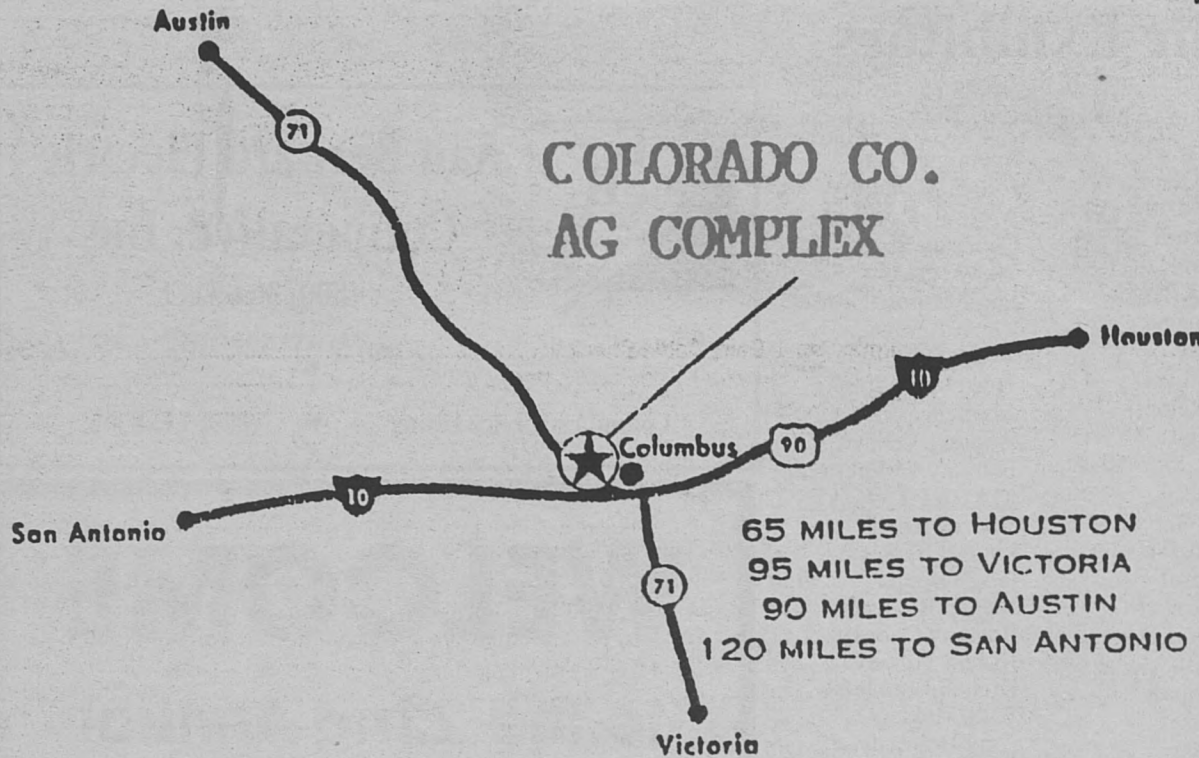 Austin
71
COLORADO CO.
AG COMPLEX
Houston
10
Columbus
90
10
San Antonio
65 MILES TO HOUSTON
95 MILES TO VICTORIA
71
90 MILES TO AUSTIN
120 MILES TO SAN ANTONIO
Victoria